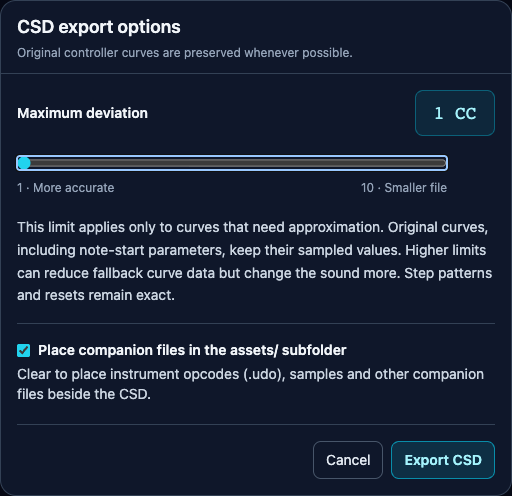 CSD export options
Original controller curves are preserved whenever possible.
Maximum deviation
1 CC
1 · More accurate
10 · Smaller file
This limit applies only to curves that need approximation. Original curves,
including note-start parameters, keep their sampled values. Higher limits
can reduce fallback curve data but change the sound more. Step patterns
and resets remain exact.
Place companion files in the assets/ subfolder
Clear to place instrument opcodes (.udo), samples and other companion
files beside the CSD.
Cancel
Export CSD